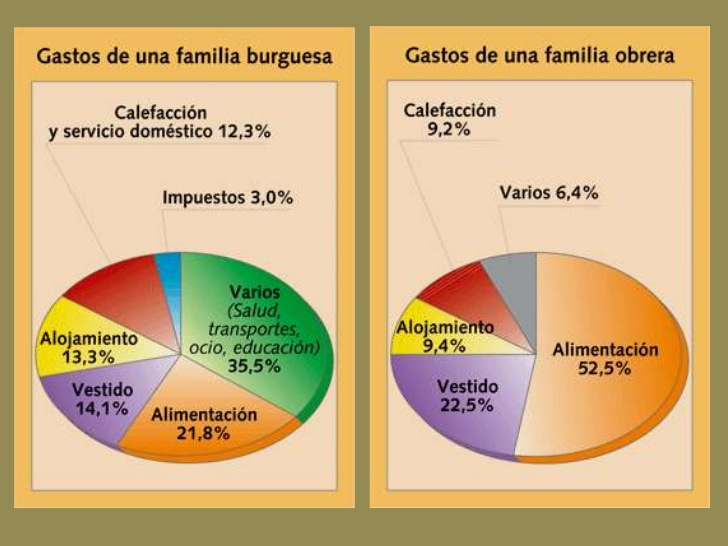 Gastos de una familia burguesa
Calefacción
y servicio doméstico 12,3%
Impuestos 3,0%
Varios
(Salud,
transportes,
ocio, educación)
35,5%
Alojamiento
13,3%
Vestido
14,1%
Alimentación
21,8%
Gastos de una familia obrera
Calefacción
9,2%
Varios 6,4%
Alojamiento
9,4%
Alimentación
52,5%
Vestido
22,5%